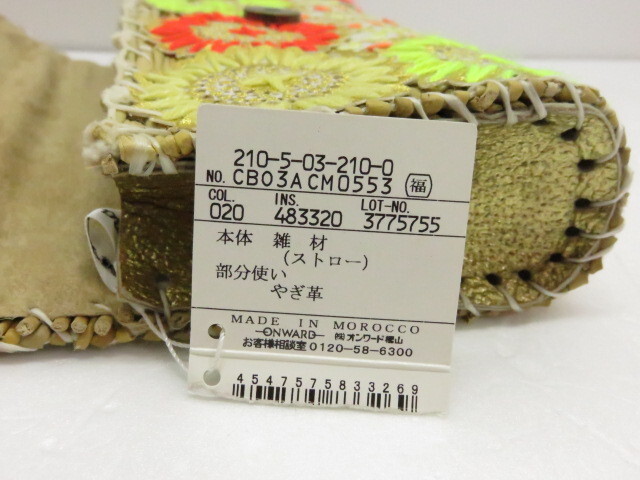 210-5-03-210-0
NO. CB03ACM0553 福
COL. INS. LOT-NO.
020 483320 3775755
本体 雑 材
(ストロー)
部分使い
やぎ革
MADE IN MOROCCO
ONWARD ㈱オンワード樫山
お客様相談室 0120-58-6300
4547575833269